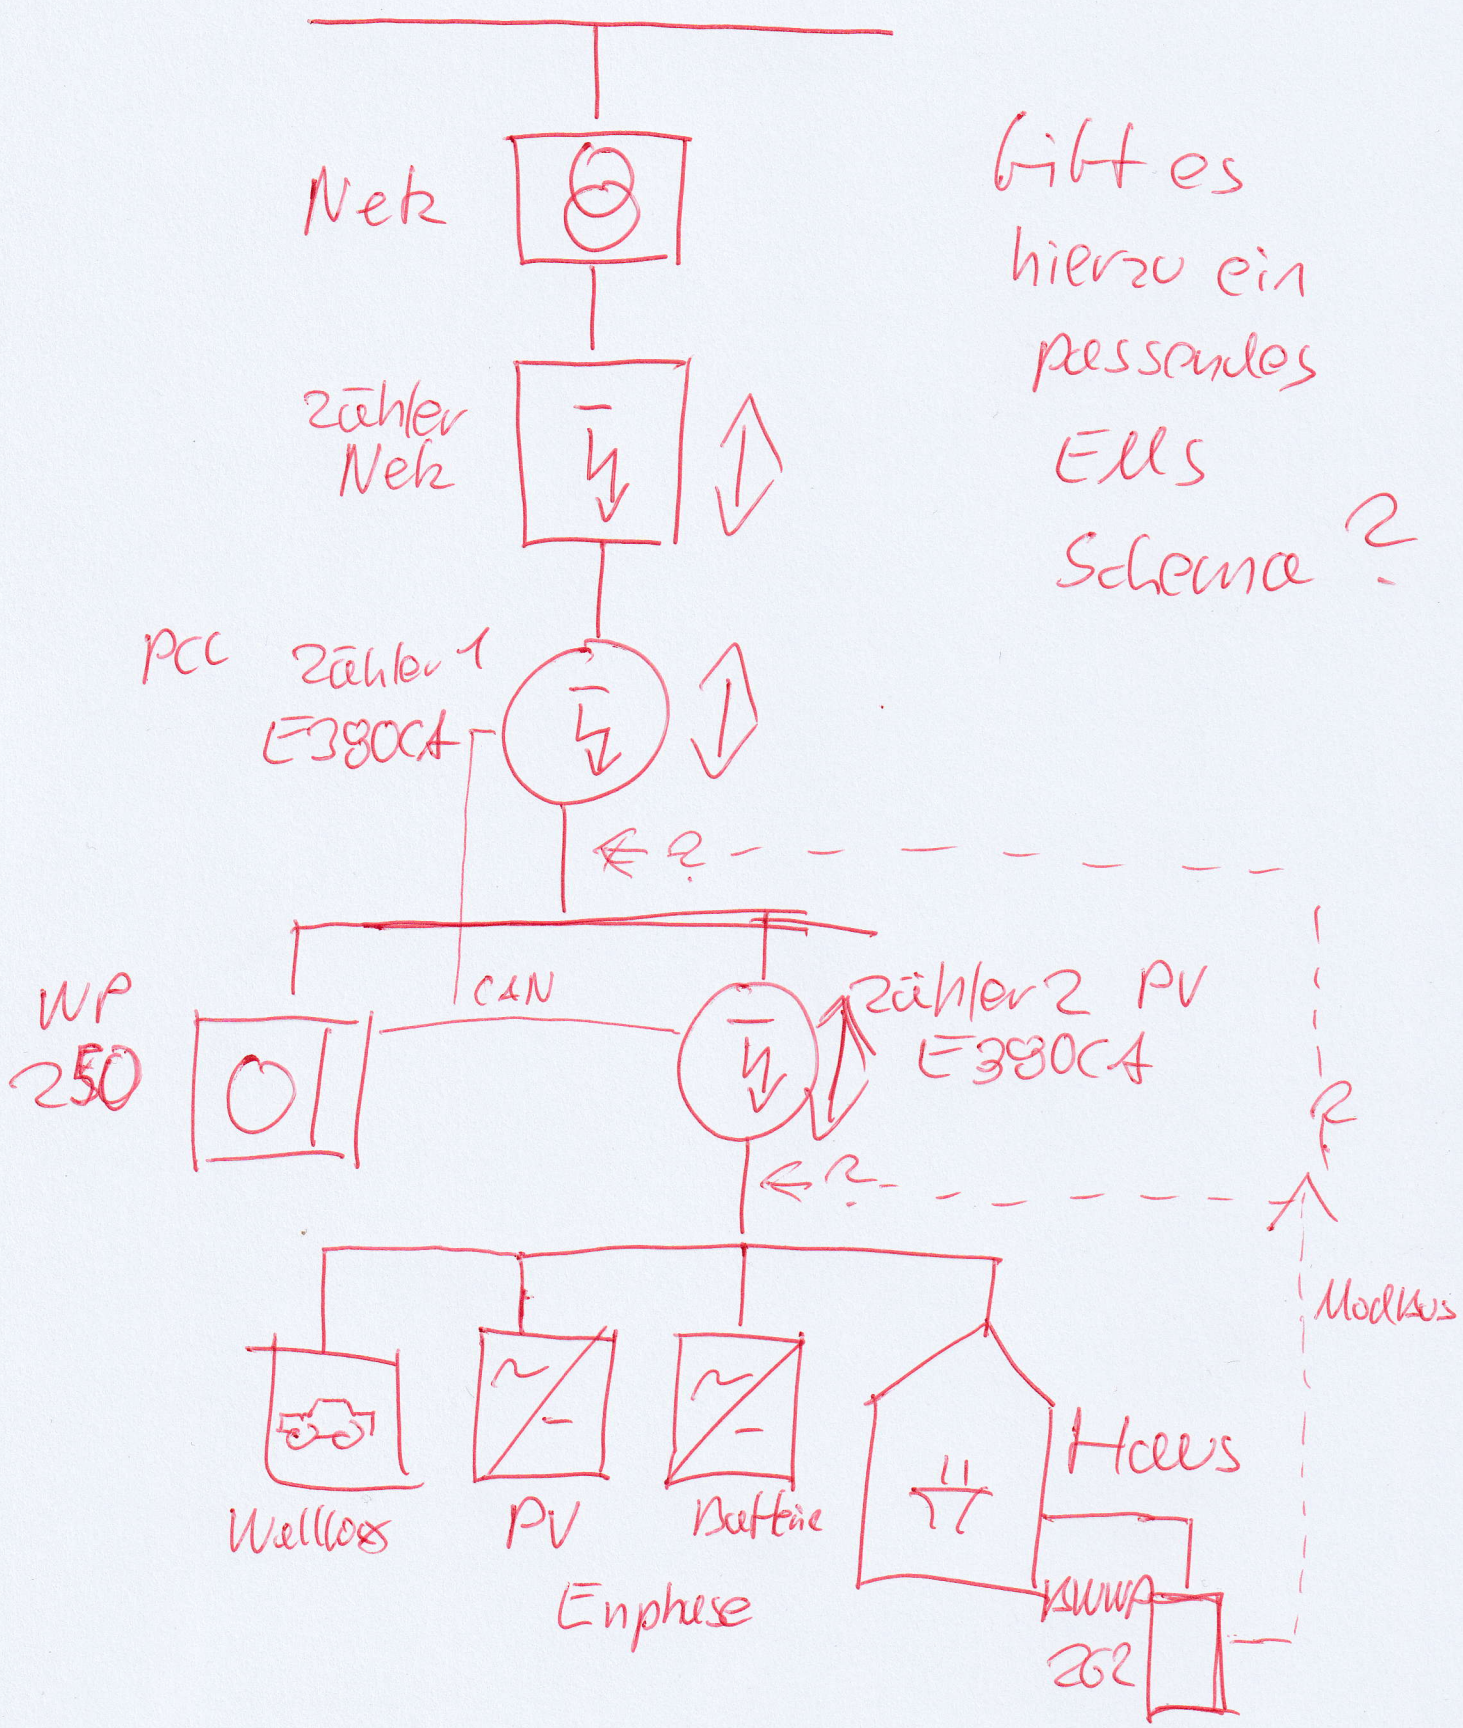 Netz
Gibt es
hierzu ein
passendes
EMS
Schema ?
Zähler
Netz
PCC Zähler 1
E380CA
← ?
CAN
WP
250
Zähler 2 PV
E380CA
?
← ?
Modbus
~
-
~
-
Haus
Wallbox
PV
Batterie
Enphase
BWWP
262